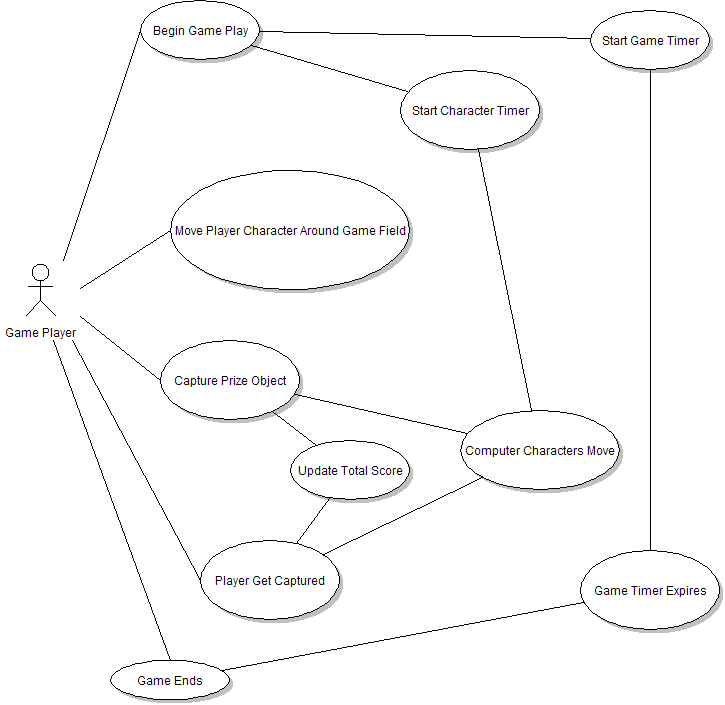 Begin Game Play
Start Game Timer
Start Character Timer
Move Player Character Around Game Field
Game Player
Capture Prize Object
Computer Characters Move
Update Total Score
Player Get Captured
Game Timer Expires
Game Ends